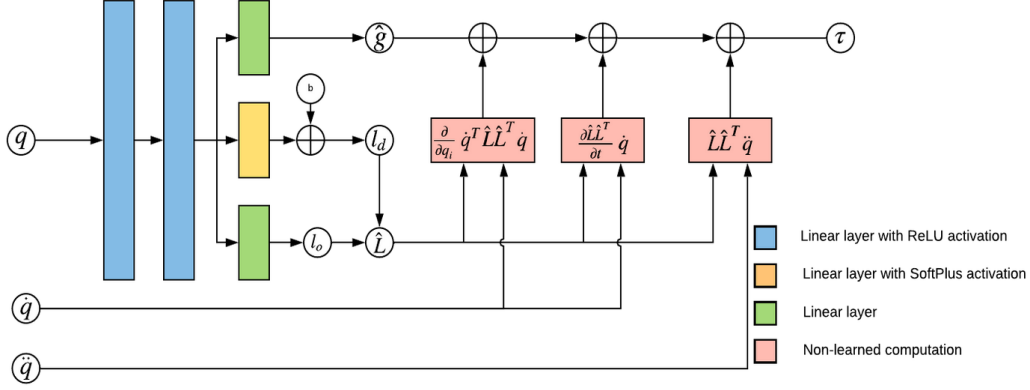 ĝ
τ
b
q
l_d
∂/∂q_i q̇^T L̂L̂^T q̇
∂L̂L̂^T/∂t q̇
L̂L̂^T q̈
l_o
L̂
Linear layer with ReLU activation
Linear layer with SoftPlus activation
q̇
Linear layer
Non-learned computation
q̈